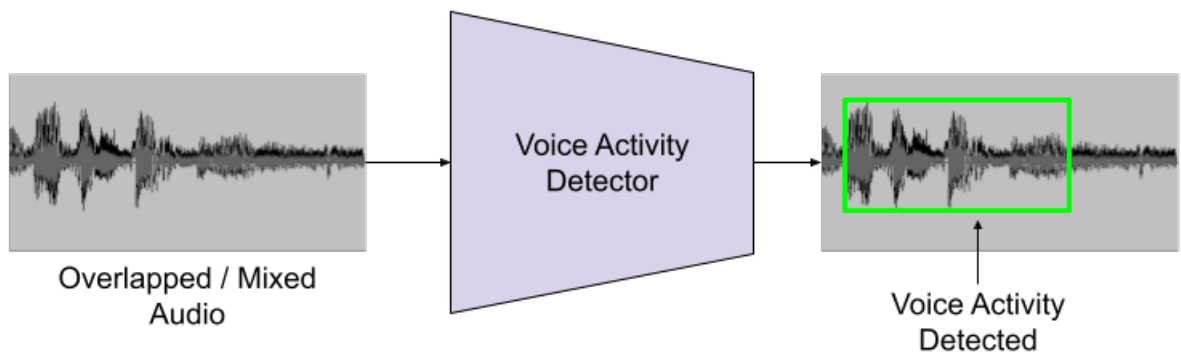 Voice Activity
Detector
Overlapped / Mixed
Audio
Voice Activity
Detected